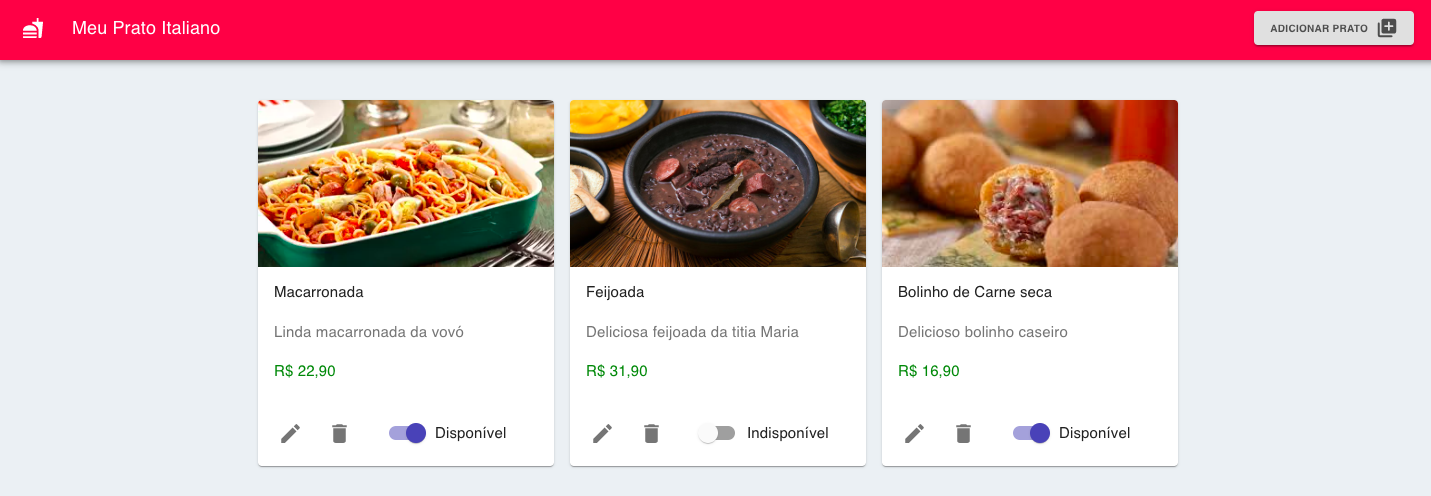 Meu Prato Italiano
ADICIONAR PRATO
Macarronada
Linda macarronada da vovó
R$ 22,90
Disponível
Feijoada
Deliciosa feijoada da titia Maria
R$ 31,90
Indisponível
Bolinho de Carne seca
Delicioso bolinho caseiro
R$ 16,90
Disponível